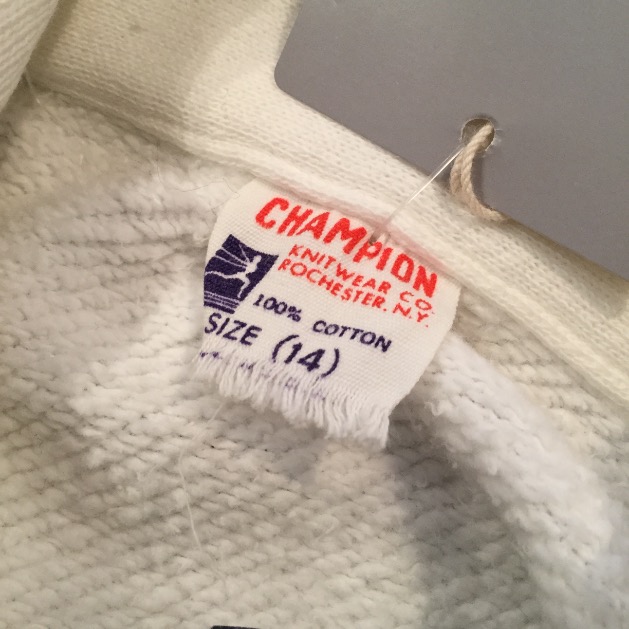 CHAMPION
KNITWEAR CO.
ROCHESTER. N.Y.
100% COTTON
SIZE (14)